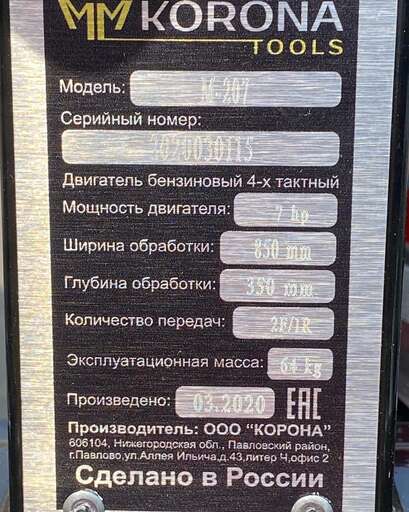 KORONA
TOOLS
Модель:
Серийный номер:
2020030115
Двигатель бензиновый 4-х тактный
Мощность двигателя: 7 hp
Ширина обработки: 850 mm
Глубина обработки: 350 mm
Количество передач: 2F/1R
Эксплуатационная масса: 64 kg
Произведено: 03.2020 EAC
Производитель: ООО "КОРОНА"
606104, Нижегородская обл., Павловский район,
г.Павлово,ул.Аллея Ильича,д.43,литер Ч,офис 2
Сделано в России